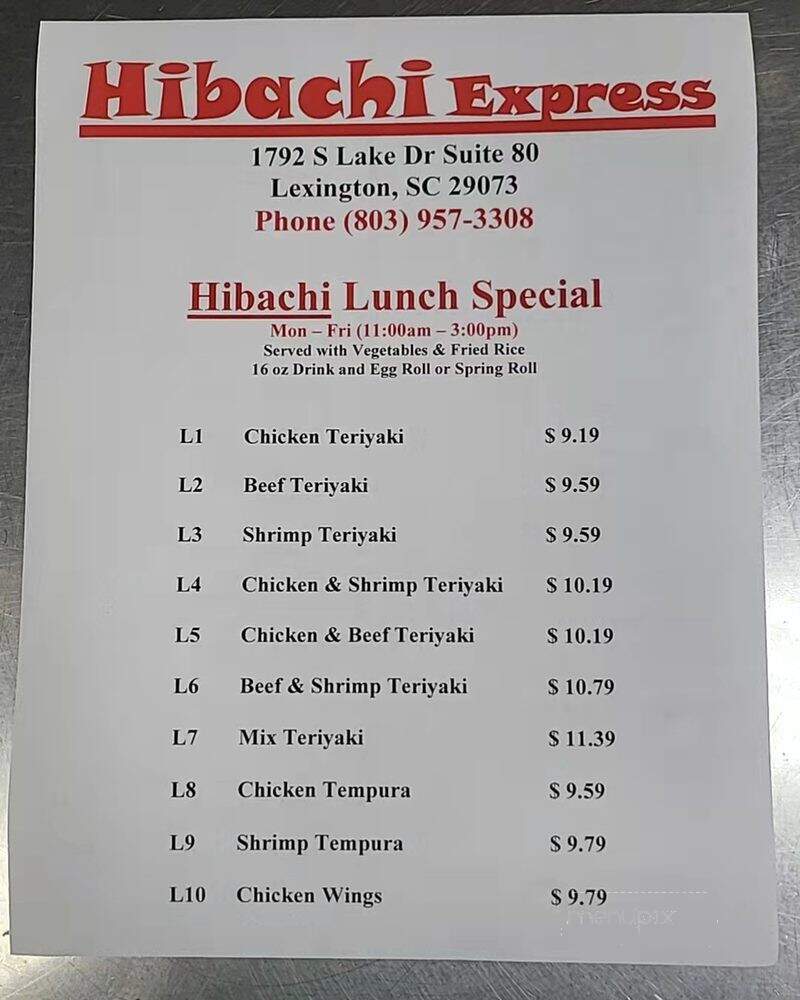 Hibachi Express
1792 S Lake Dr Suite 80
Lexington, SC 29073
Phone (803) 957-3308
Hibachi Lunch Special
Mon – Fri (11:00am – 3:00pm)
Served with Vegetables & Fried Rice
16 oz Drink and Egg Roll or Spring Roll
L1 Chicken Teriyaki $ 9.19
L2 Beef Teriyaki $ 9.59
L3 Shrimp Teriyaki $ 9.59
L4 Chicken & Shrimp Teriyaki $ 10.19
L5 Chicken & Beef Teriyaki $ 10.19
L6 Beef & Shrimp Teriyaki $ 10.79
L7 Mix Teriyaki $ 11.39
L8 Chicken Tempura $ 9.59
L9 Shrimp Tempura $ 9.79
L10 Chicken Wings $ 9.79
menupix